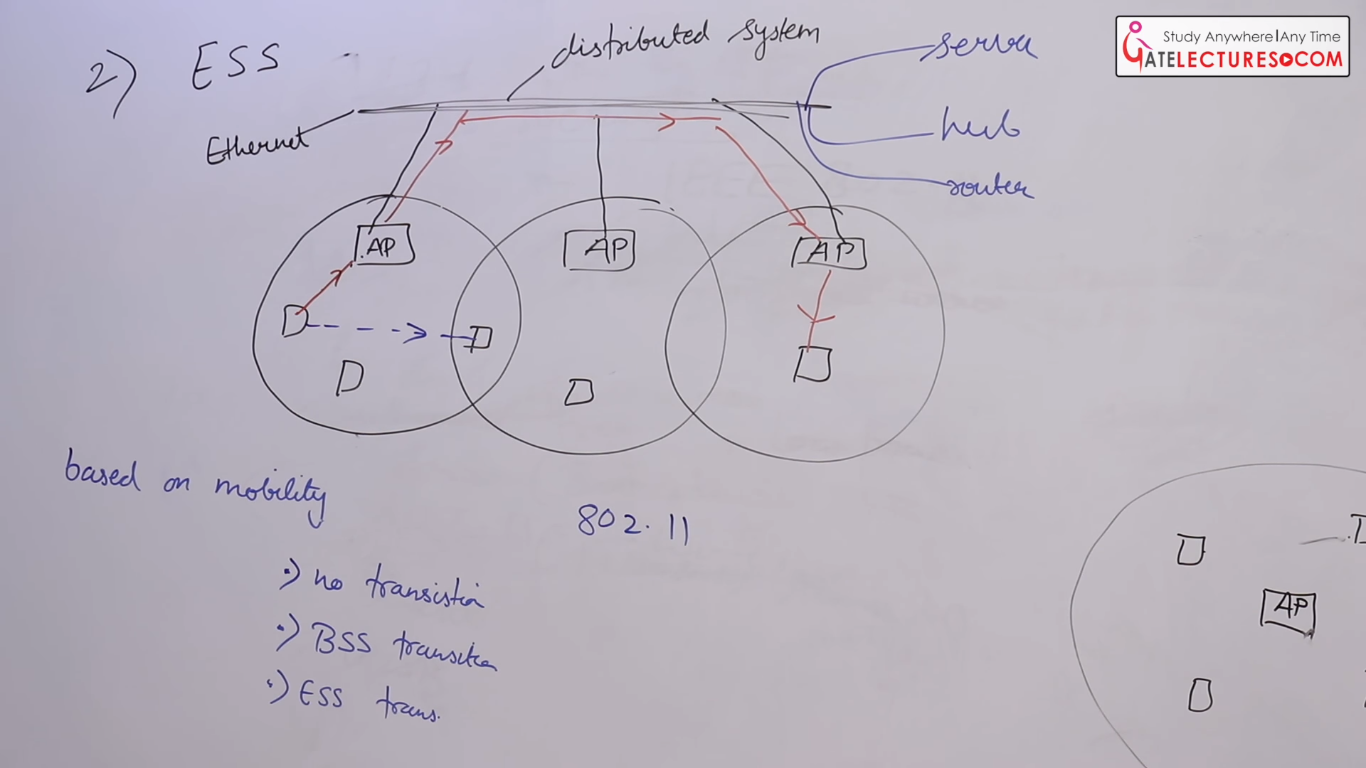 2) ESS
distributed system
Ethernet
serva
hub
router
AP
AP
AP
based on mobility
802.11
no transistion
BSS transition
ESS trans.
AP
Study Anywhere|Any Time
GATELECTURES.COM